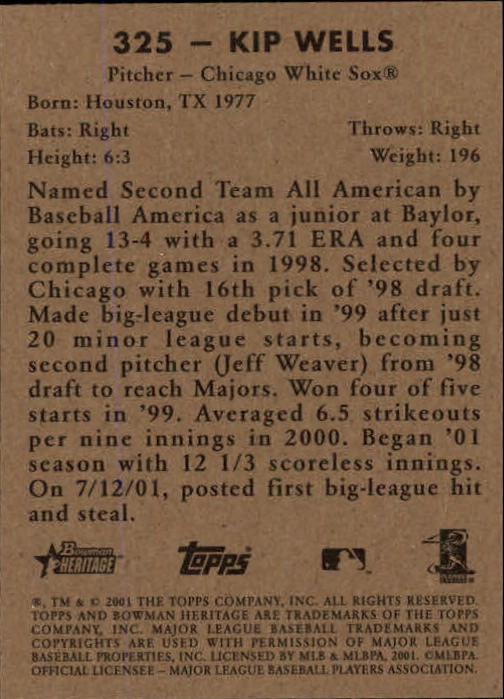 325 – KIP WELLS
Pitcher – Chicago White Sox®
Born: Houston, TX 1977
Bats: Right Throws: Right
Height: 6:3 Weight: 196
Named Second Team All American by
Baseball America as a junior at Baylor,
going 13-4 with a 3.71 ERA and four
complete games in 1998. Selected by
Chicago with 16th pick of '98 draft.
Made big-league debut in '99 after just
20 minor league starts, becoming
second pitcher (Jeff Weaver) from '98
draft to reach Majors. Won four of five
starts in '99. Averaged 6.5 strikeouts
per nine innings in 2000. Began '01
season with 12 1/3 scoreless innings.
On 7/12/01, posted first big-league hit
and steal.
Bowman
HERITAGE
Topps
®, TM & © 2001 THE TOPPS COMPANY, INC. ALL RIGHTS RESERVED.
TOPPS AND BOWMAN HERITAGE ARE TRADEMARKS OF THE TOPPS
COMPANY, INC. MAJOR LEAGUE BASEBALL TRADEMARKS AND
COPYRIGHTS ARE USED WITH PERMISSION OF MAJOR LEAGUE
BASEBALL PROPERTIES, INC. LICENSED BY MLB & MLBPA, 2001. ©MLBPA.
OFFICIAL LICENSEE – MAJOR LEAGUE BASEBALL PLAYERS ASSOCIATION.